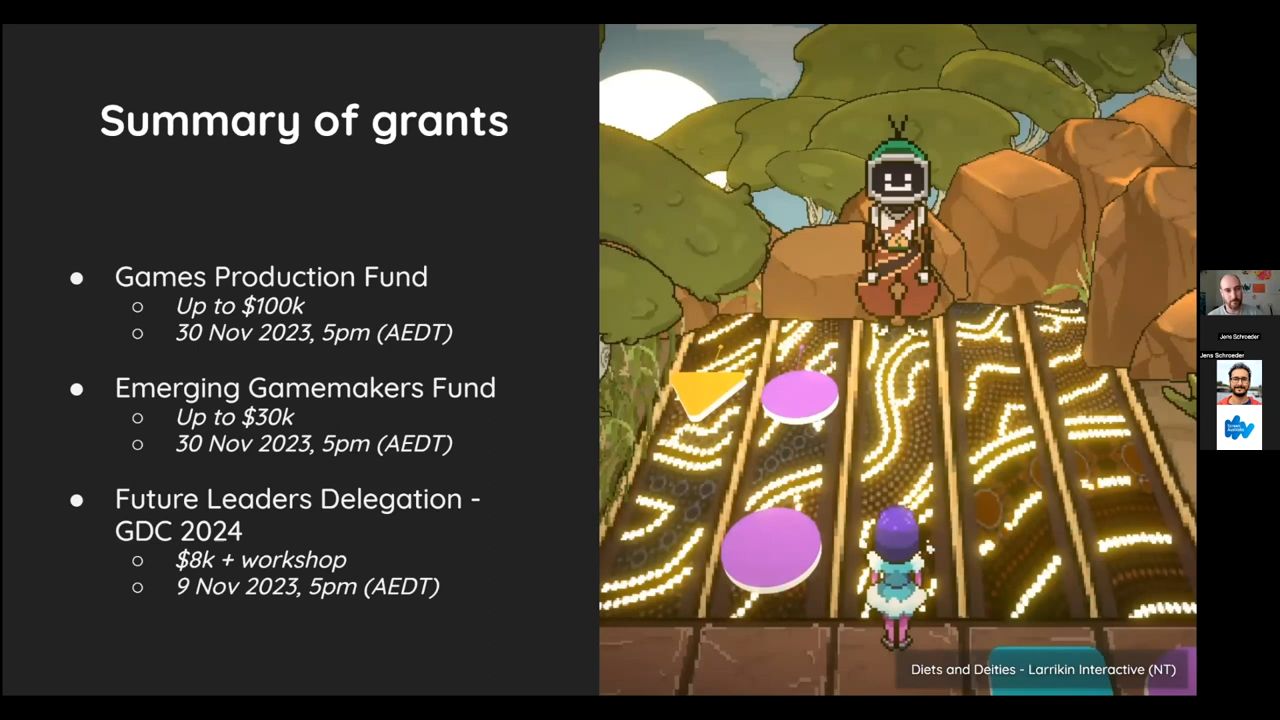 Summary of grants
● Games Production Fund
○ Up to $100k
○ 30 Nov 2023, 5pm (AEDT)
● Emerging Gamemakers Fund
○ Up to $30k
○ 30 Nov 2023, 5pm (AEDT)
● Future Leaders Delegation -
GDC 2024
○ $8k + workshop
○ 9 Nov 2023, 5pm (AEDT)
Diets and Deities - Larrikin Interactive (NT)
Jens Schroeder
Jens Schroeder
Screen
Australia